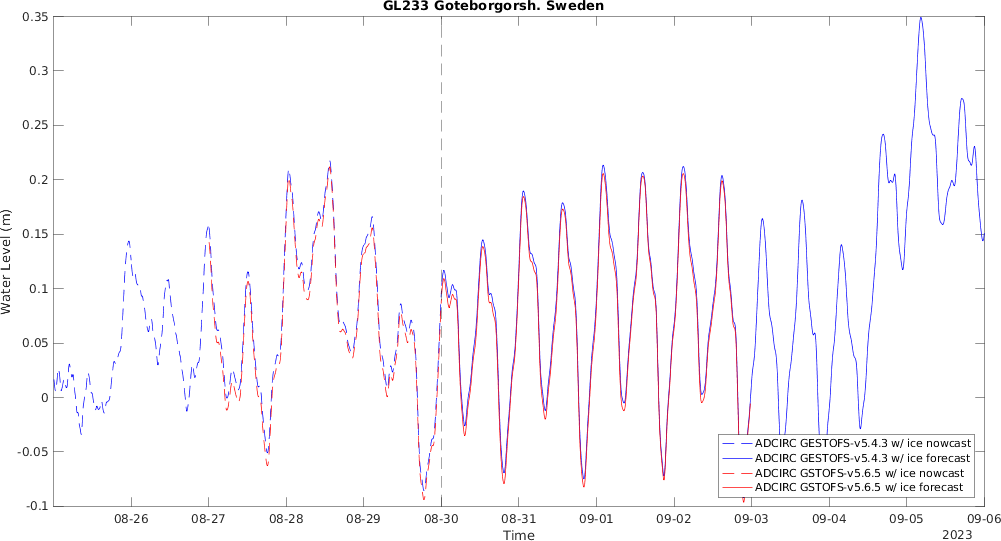 GL233 Goteborgorsh. Sweden
0.35
0.3
0.25
0.2
0.15
0.1
0.05
0
-0.05
-0.1
Water Level (m)
ADCIRC GESTOFS-v5.4.3 w/ ice nowcast
ADCIRC GESTOFS-v5.4.3 w/ ice forecast
ADCIRC GSTOFS-v5.6.5 w/ ice nowcast
ADCIRC GSTOFS-v5.6.5 w/ ice forecast
08-26 08-27 08-28 08-29 08-30 08-31 09-01 09-02 09-03 09-04 09-05 09-06
Time
2023